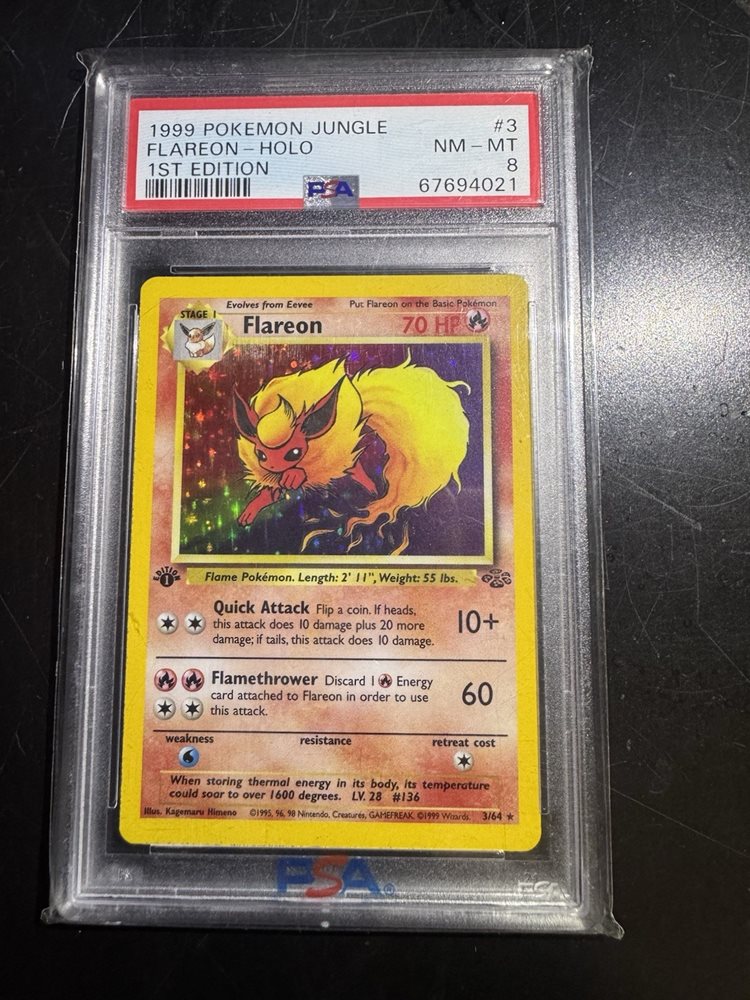 1999 POKEMON JUNGLE #3
FLAREON - HOLO NM - MT
1ST EDITION 8
PSA 67694021
Evolves from Eevee Put Flareon on the Basic Pokémon
STAGE 1
Flareon 70 HP
EDITION
1
Flame Pokémon. Length: 2' 11", Weight: 55 lbs.
Quick Attack Flip a coin. If heads,
this attack does 10 damage plus 20 more
damage; if tails, this attack does 10 damage.
10+
Flamethrower Discard 1 Energy
card attached to Flareon in order to use
this attack.
60
weakness resistance retreat cost
When storing thermal energy in its body, its temperature
could soar to over 1600 degrees. LV. 28 #136
Illus. Kagemaru Himeno ©1995, 96, 98 Nintendo, Creatures, GAMEFREAK. ©1999 Wizards. 3/64 ★
PSA®